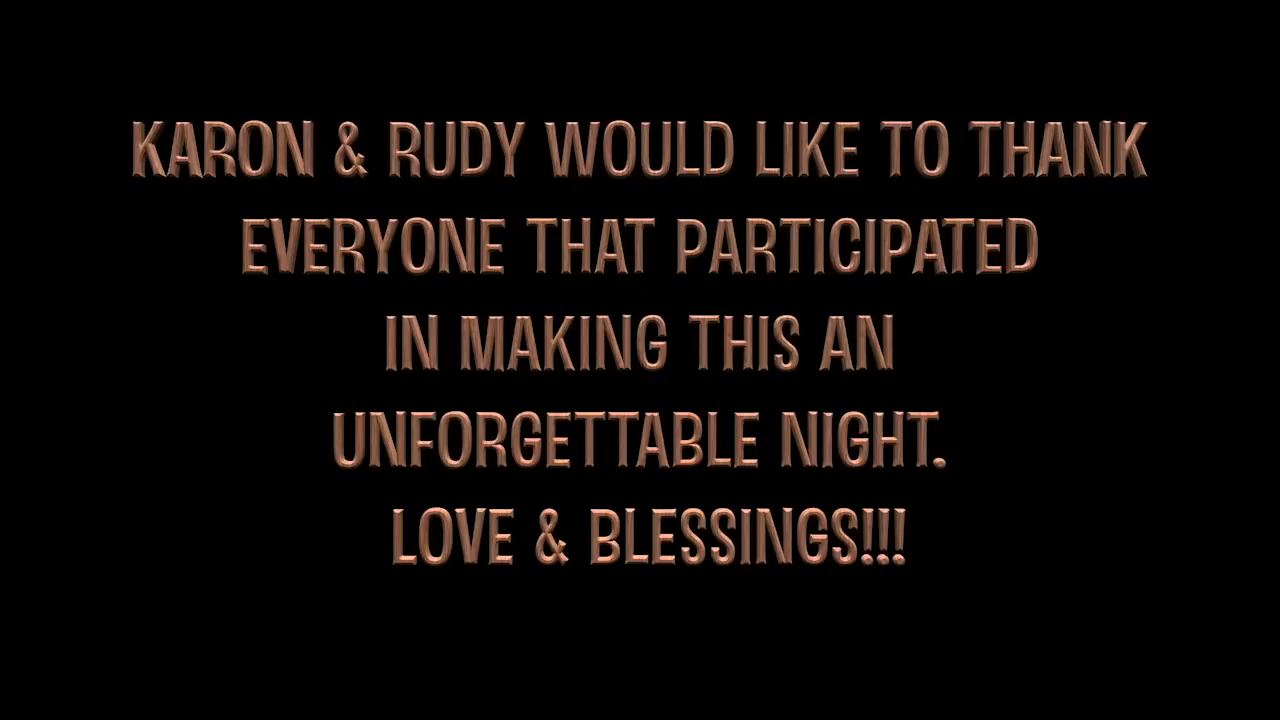 KARON & RUDY WOULD LIKE TO THANK
EVERYONE THAT PARTICIPATED
IN MAKING THIS AN
UNFORGETTABLE NIGHT.
LOVE & BLESSINGS!!!